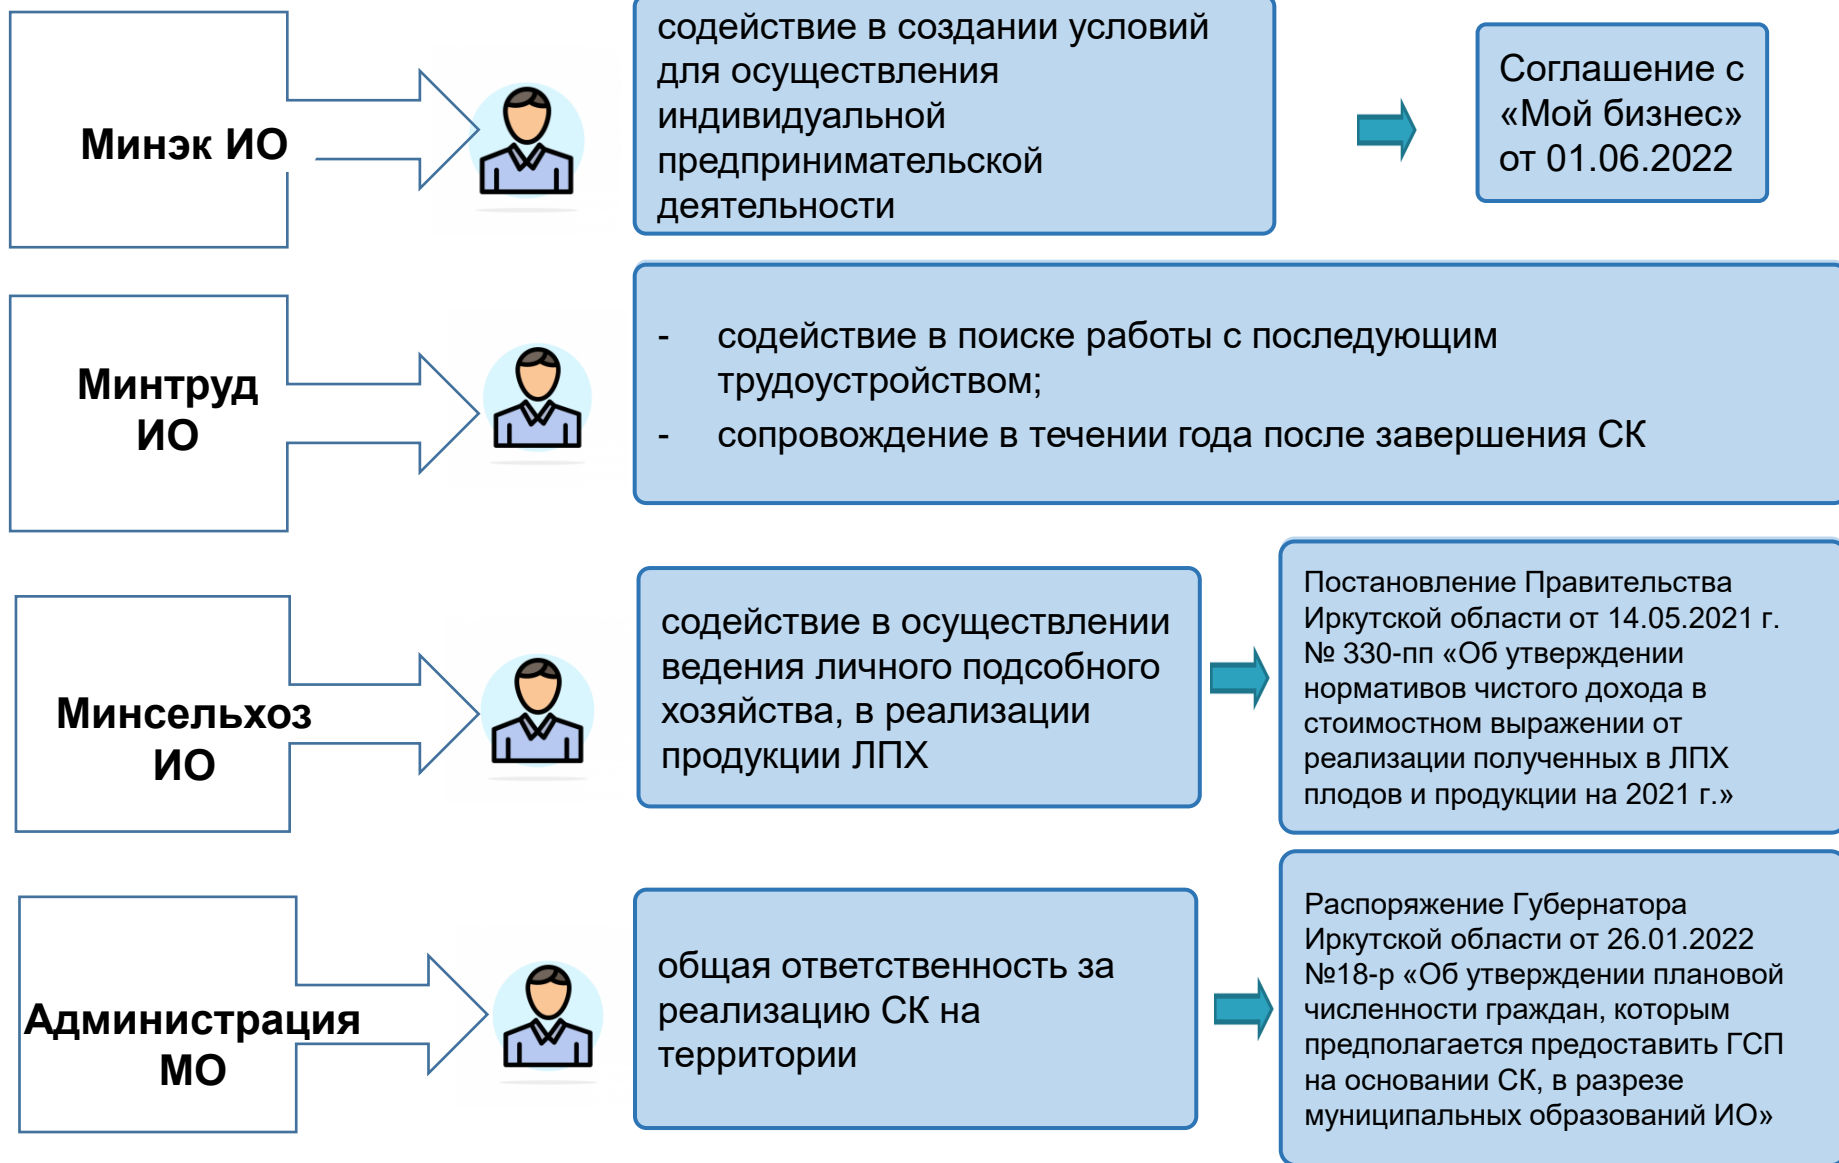 Минэк ИО
содействие в создании условий
для осуществления
индивидуальной
предпринимательской
деятельности
Соглашение с
«Мой бизнес»
от 01.06.2022
Минтруд
ИО
- содействие в поиске работы с последующим
трудоустройством;
- сопровождение в течении года после завершения СК
Минсельхоз
ИО
содействие в осуществлении
ведения личного подсобного
хозяйства, в реализации
продукции ЛПХ
Постановление Правительства
Иркутской области от 14.05.2021 г.
№ 330-пп «Об утверждении
нормативов чистого дохода в
стоимостном выражении от
реализации полученных в ЛПХ
плодов и продукции на 2021 г.»
Администрация
МО
общая ответственность за
реализацию СК на
территории
Распоряжение Губернатора
Иркутской области от 26.01.2022
№18-р «Об утверждении плановой
численности граждан, которым
предполагается предоставить ГСП
на основании СК, в разрезе
муниципальных образований ИО»